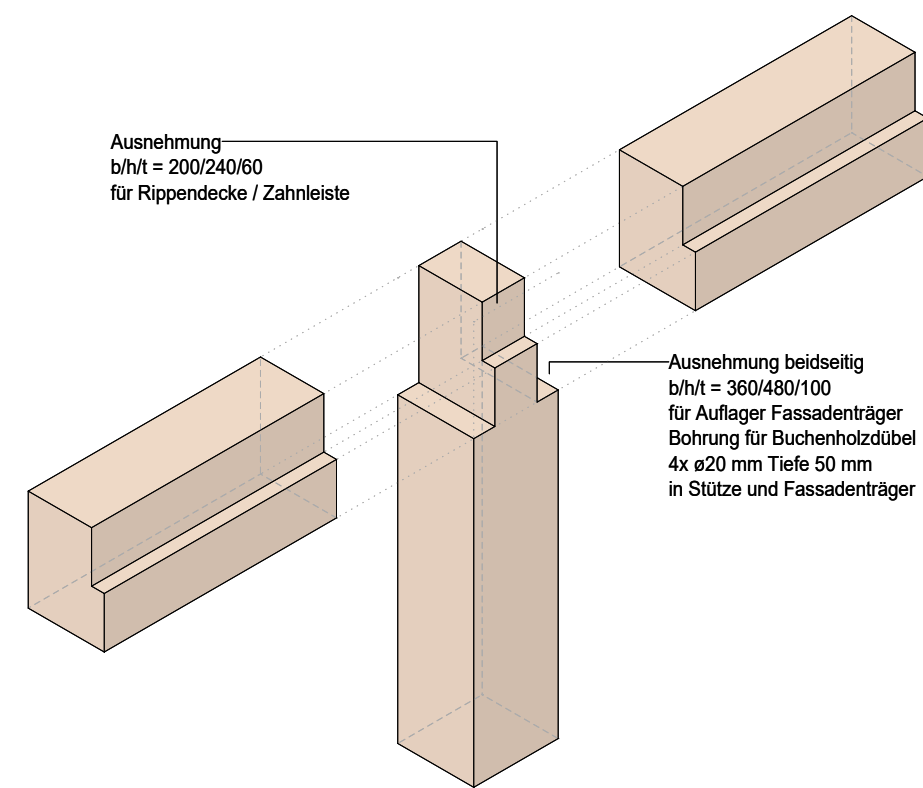 Ausnehmung
b/h/t = 200/240/60
für Rippendecke / Zahnleiste
Ausnehmung beidseitig
b/h/t = 360/480/100
für Auflager Fassadenträger
Bohrung für Buchenholzdübel
4x ø20 mm Tiefe 50 mm
in Stütze und Fassadenträger